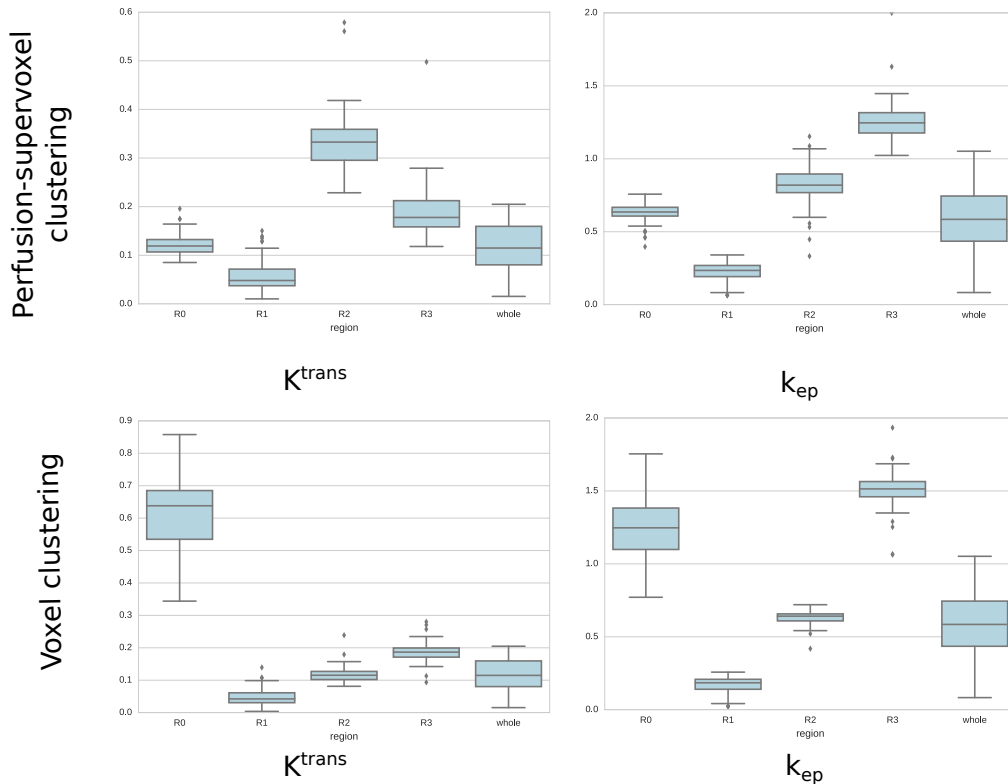 Perfusion-supervoxel
clustering
0.6
0.5
0.4
0.3
0.2
0.1
0.0
R0 R1 R2 R3 whole
region
K^trans
2.0
1.5
1.0
0.5
0.0
R0 R1 R2 R3 whole
region
k_ep
Voxel clustering
0.9
0.8
0.7
0.6
0.5
0.4
0.3
0.2
0.1
0.0
R0 R1 R2 R3 whole
region
K^trans
2.0
1.5
1.0
0.5
0.0
R0 R1 R2 R3 whole
region
k_ep